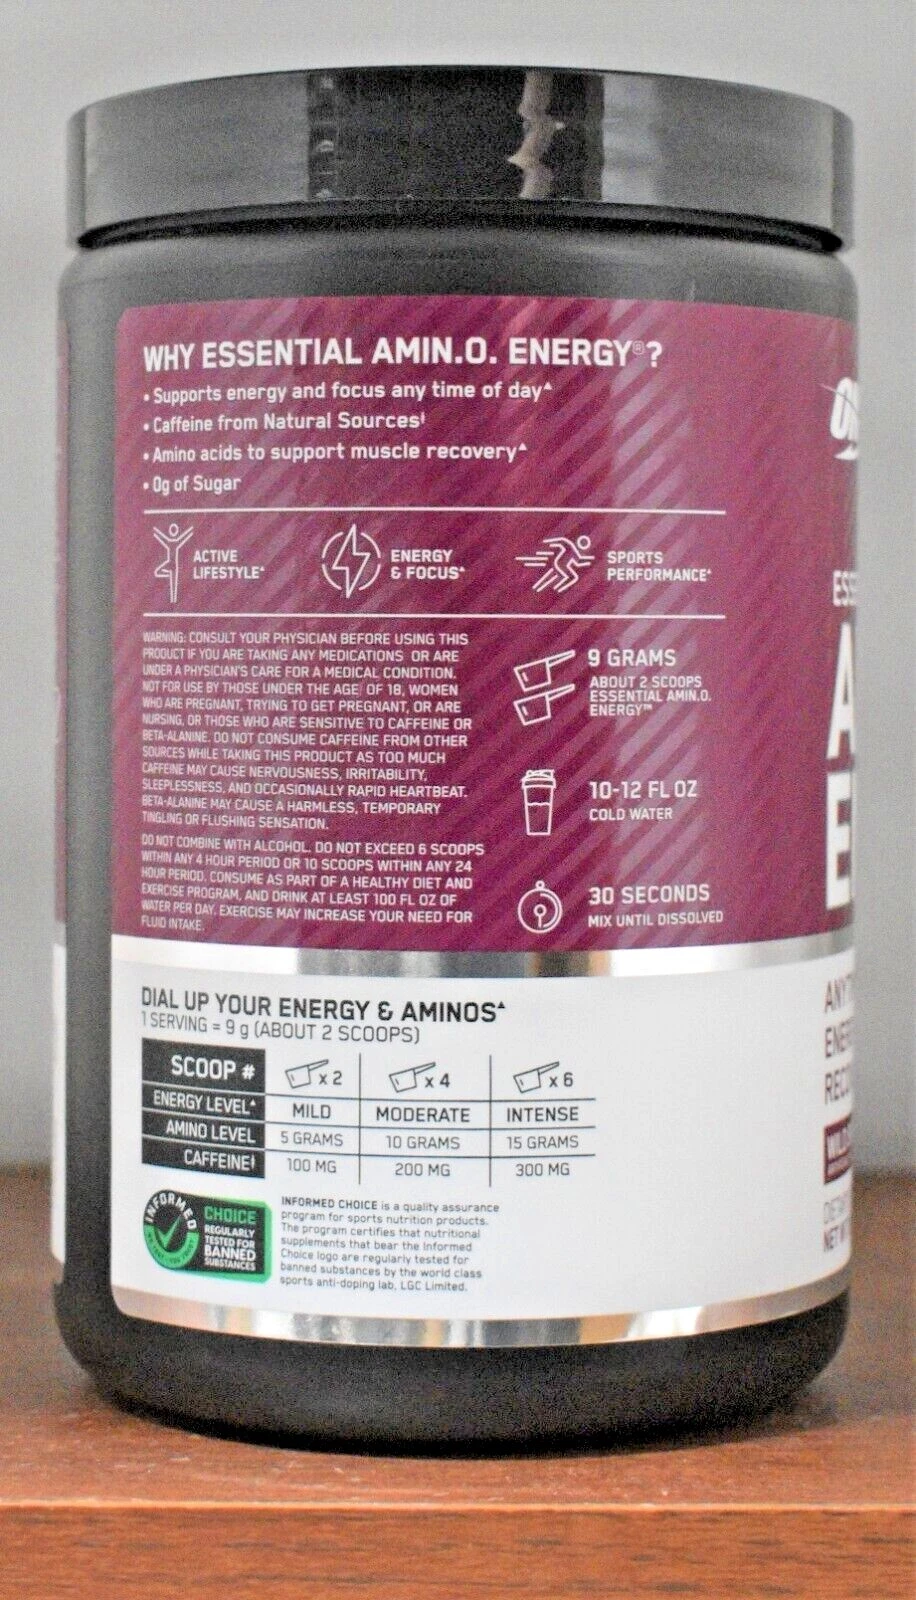 WHY ESSENTIAL AMIN.O. ENERGY®?
• Supports energy and focus any time of day▲
• Caffeine from Natural Sources‡
• Amino acids to support muscle recovery▲
• 0g of Sugar
ACTIVE
LIFESTYLE▲
ENERGY
& FOCUS▲
SPORTS
PERFORMANCE▲
WARNING: CONSULT YOUR PHYSICIAN BEFORE USING THIS
PRODUCT IF YOU ARE TAKING ANY MEDICATIONS OR ARE
UNDER A PHYSICIAN'S CARE FOR A MEDICAL CONDITION.
NOT FOR USE BY THOSE UNDER THE AGE OF 18, WOMEN
WHO ARE PREGNANT, TRYING TO GET PREGNANT, OR ARE
NURSING, OR THOSE WHO ARE SENSITIVE TO CAFFEINE OR
BETA-ALANINE. DO NOT CONSUME CAFFEINE FROM OTHER
SOURCES WHILE TAKING THIS PRODUCT AS TOO MUCH
CAFFEINE MAY CAUSE NERVOUSNESS, IRRITABILITY,
SLEEPLESSNESS, AND OCCASIONALLY RAPID HEARTBEAT.
BETA-ALANINE MAY CAUSE A HARMLESS, TEMPORARY
TINGLING OR FLUSHING SENSATION.
DO NOT COMBINE WITH ALCOHOL. DO NOT EXCEED 6 SCOOPS
WITHIN ANY 4 HOUR PERIOD OR 10 SCOOPS WITHIN ANY 24
HOUR PERIOD. CONSUME AS PART OF A HEALTHY DIET AND
EXERCISE PROGRAM, AND DRINK AT LEAST 100 FL OZ OF
WATER PER DAY. EXERCISE MAY INCREASE YOUR NEED FOR
FLUID INTAKE.
9 GRAMS
ABOUT 2 SCOOPS
ESSENTIAL AMIN.O.
ENERGY™
10-12 FL OZ
COLD WATER
30 SECONDS
MIX UNTIL DISSOLVED
DIAL UP YOUR ENERGY & AMINOS▲
1 SERVING = 9 g (ABOUT 2 SCOOPS)
SCOOP # x 2 x 4 x 6
ENERGY LEVEL▲ MILD MODERATE INTENSE
AMINO LEVEL 5 GRAMS 10 GRAMS 15 GRAMS
CAFFEINE‡ 100 MG 200 MG 300 MG
INFORMED
CHOICE
REGULARLY
TESTED FOR
BANNED
SUBSTANCES
INFORMED CHOICE is a quality assurance
program for sports nutrition products.
The program certifies that nutritional
supplements that bear the Informed
Choice logo are regularly tested for
banned substances by the world class
sports anti-doping lab, LGC Limited.
O
ESSE
A
E
ANYT
ENER
RECO
WILD
NET W